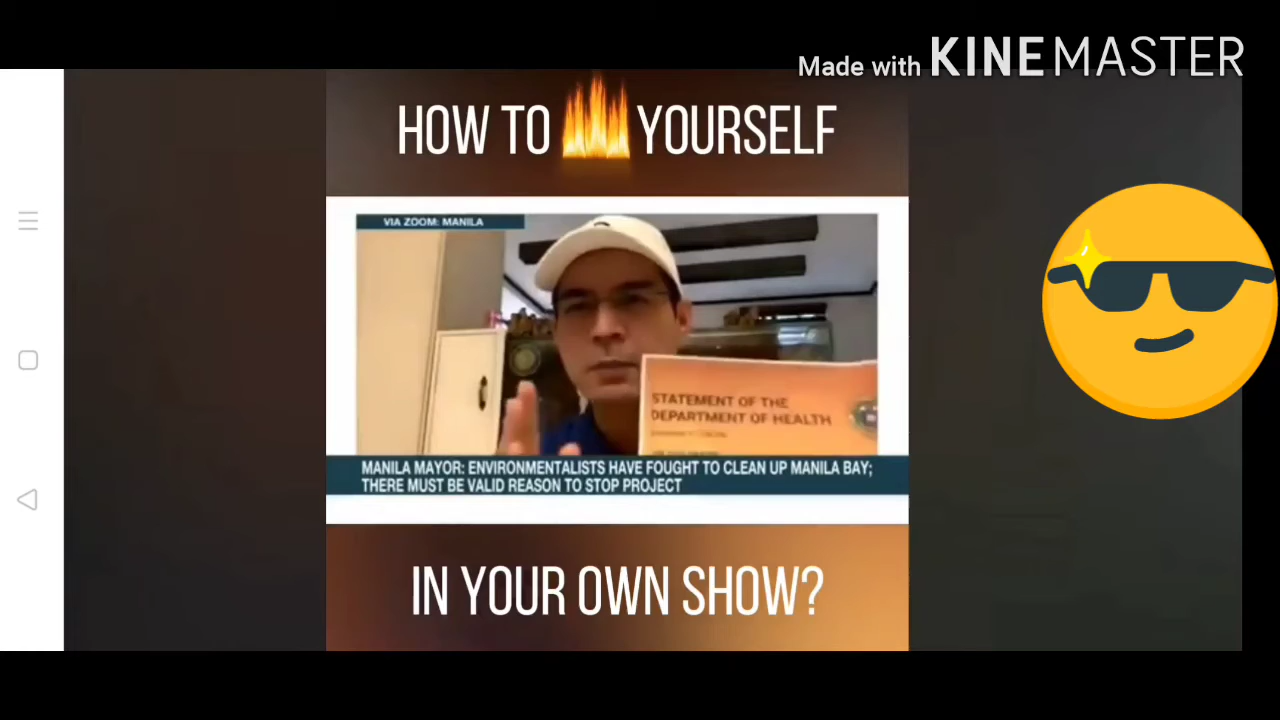 Made with KINEMASTER
HOW TO YOURSELF
VIA ZOOM: MANILA
STATEMENT OF THE
DEPARTMENT OF HEALTH
MANILA MAYOR: ENVIRONMENTALISTS HAVE FOUGHT TO CLEAN UP MANILA BAY;
THERE MUST BE VALID REASON TO STOP PROJECT
IN YOUR OWN SHOW?